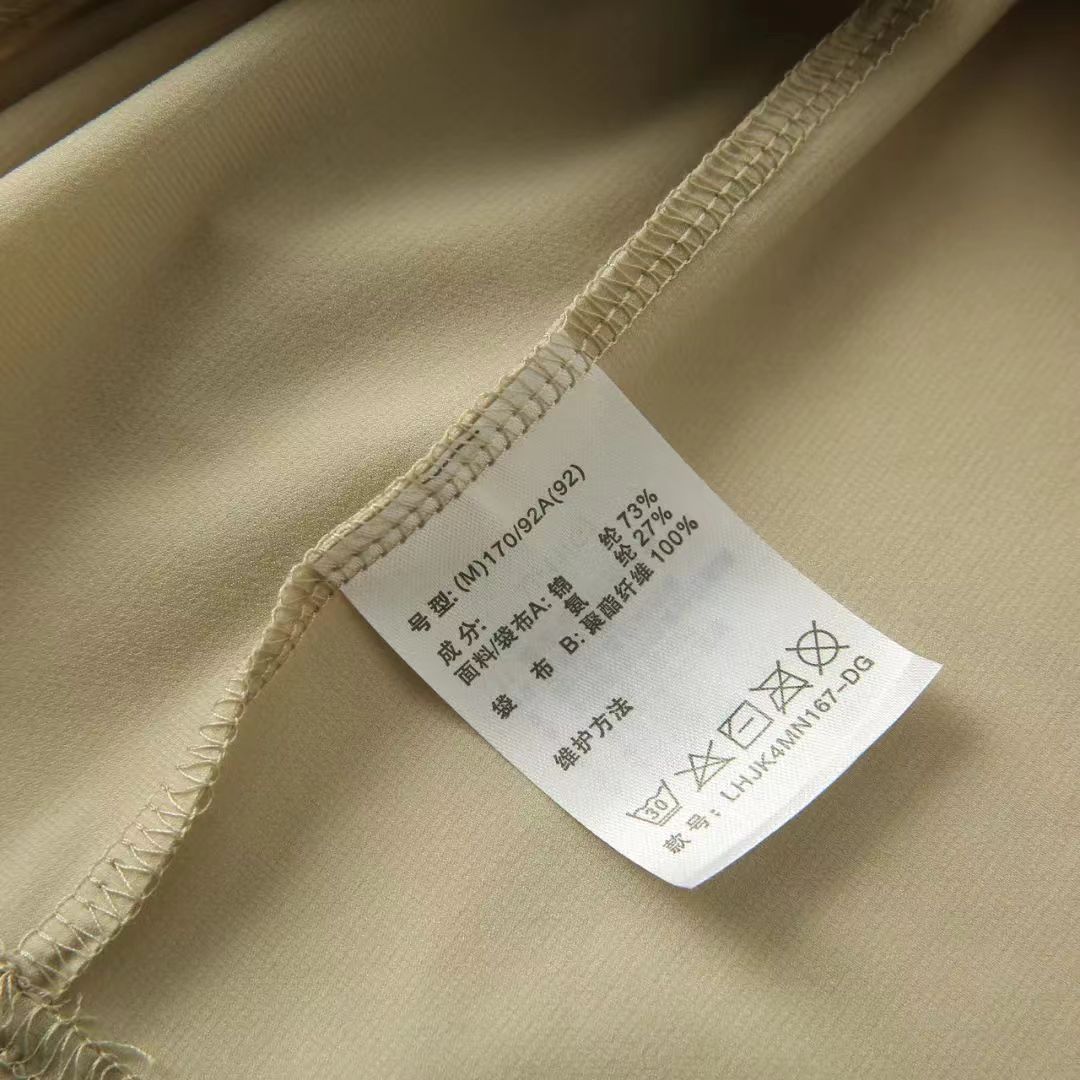 号型:(M)170/92A(92)
成分:
面料/袋布A: 锦 纶 73%
氨 纶 27%
袋 布 B: 聚酯纤维 100%
维护方法
30
款号: LHJK4MN167-DG